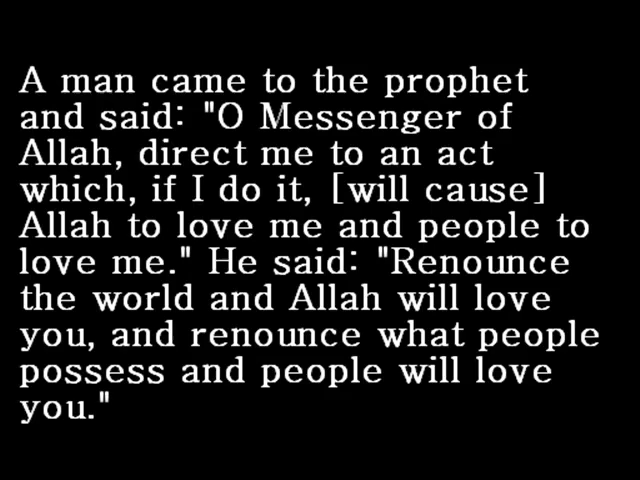 A man came to the prophet
and said: "O Messenger of
Allah, direct me to an act
which, if I do it, [will cause]
Allah to love me and people to
love me." He said: "Renounce
the world and Allah will love
you, and renounce what people
possess and people will love
you."